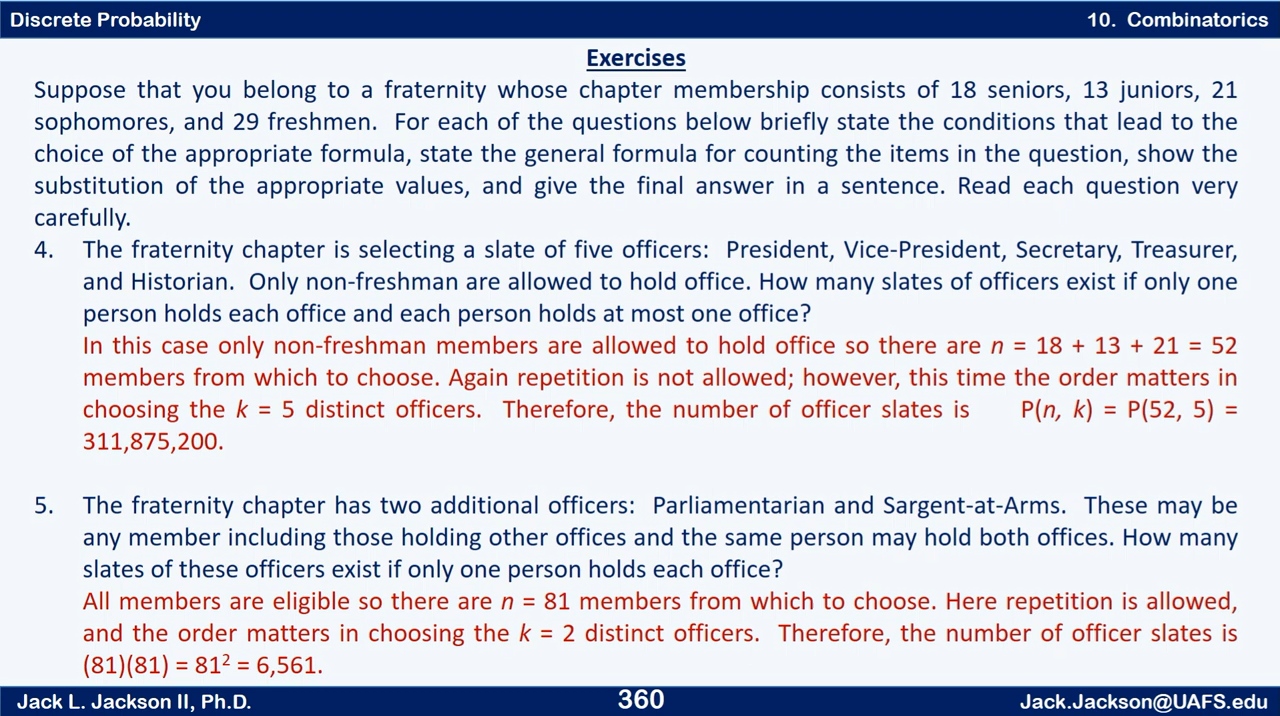 Discrete Probability
10. Combinatorics
Exercises
Suppose that you belong to a fraternity whose chapter membership consists of 18 seniors, 13 juniors, 21
sophomores, and 29 freshmen. For each of the questions below briefly state the conditions that lead to the
choice of the appropriate formula, state the general formula for counting the items in the question, show the
substitution of the appropriate values, and give the final answer in a sentence. Read each question very
carefully.
4. The fraternity chapter is selecting a slate of five officers: President, Vice-President, Secretary, Treasurer,
and Historian. Only non-freshman are allowed to hold office. How many slates of officers exist if only one
person holds each office and each person holds at most one office?
In this case only non-freshman members are allowed to hold office so there are n = 18 + 13 + 21 = 52
members from which to choose. Again repetition is not allowed; however, this time the order matters in
choosing the k = 5 distinct officers. Therefore, the number of officer slates is P(n, k) = P(52, 5) =
311,875,200.
5. The fraternity chapter has two additional officers: Parliamentarian and Sargent-at-Arms. These may be
any member including those holding other offices and the same person may hold both offices. How many
slates of these officers exist if only one person holds each office?
All members are eligible so there are n = 81 members from which to choose. Here repetition is allowed,
and the order matters in choosing the k = 2 distinct officers. Therefore, the number of officer slates is
(81)(81) = 81² = 6,561.
Jack L. Jackson II, Ph.D.
360
Jack.Jackson@UAFS.edu